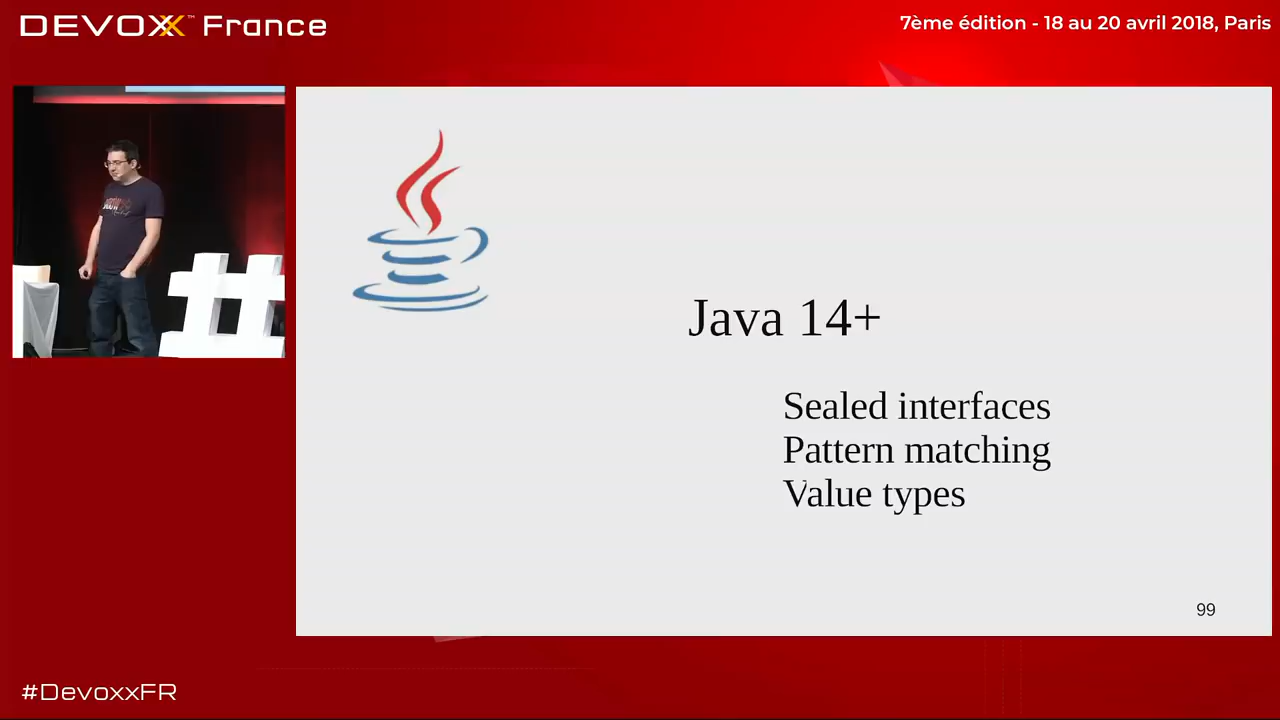 DEVOXX™ France
7ème édition - 18 au 20 avril 2018, Paris
Java 14+
Sealed interfaces
Pattern matching
Value types
99
#DevoxxFR